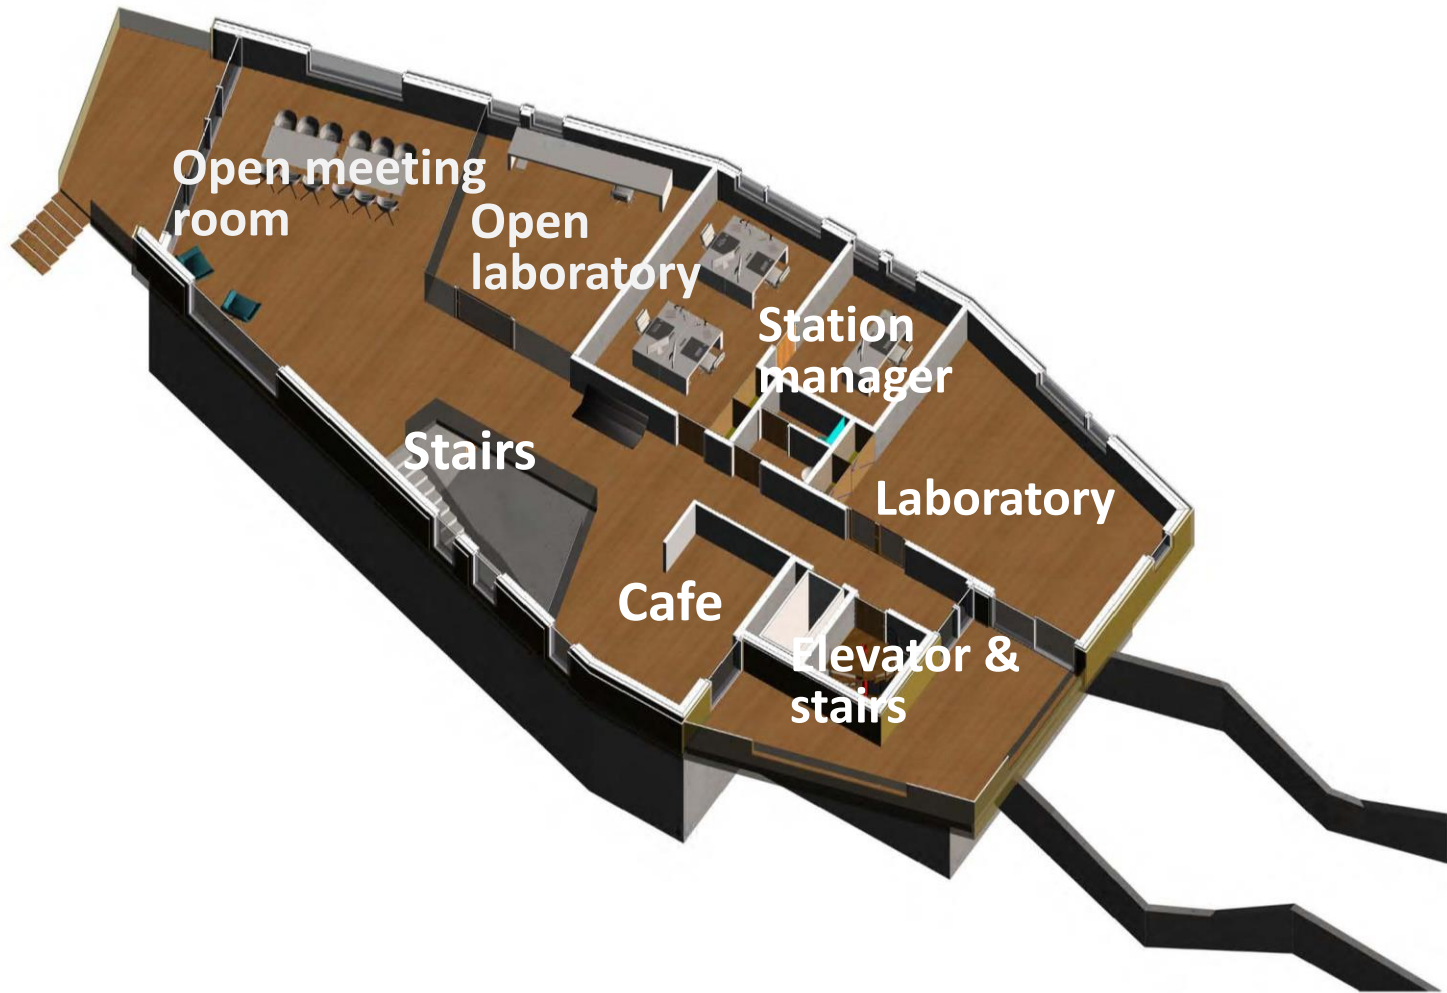 Open meeting
room
Open
laboratory
Station
manager
Stairs
Laboratory
Cafe
Elevator &
stairs